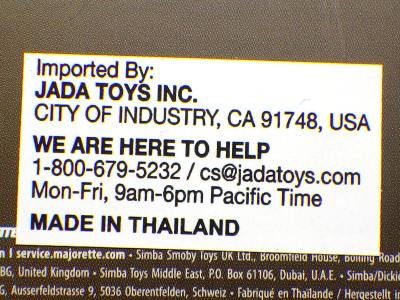 Imported By:
JADA TOYS INC.
CITY OF INDUSTRY, CA 91748, USA
WE ARE HERE TO HELP
1-800-679-5232 / cs@jadatoys.com
Mon-Fri, 9am-6pm Pacific Time
MADE IN THAILAND
service.majorette.com • Simba Smoby Toys UK Ltd., Broomfield House, Bolling Road
BG, United Kingdom • Simba Toys Middle East, P.O. Box 61106, Dubai, U.A.E. • Simba/Dickie
G, Ausserfeldstrasse 9, 5036 Oberentfelden, Schweiz • Fabriqué en Thaïlande / Hergestellt i